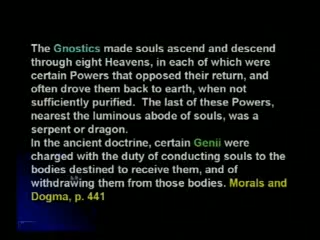 The Gnostics made souls ascend and descend
through eight Heavens, in each of which were
certain Powers that opposed their return, and
often drove them back to earth, when not
sufficiently purified.  The last of these Powers,
nearest the luminous abode of souls, was a
serpent or dragon.
In the ancient doctrine, certain Genii were
charged with the duty of conducting souls to the
bodies destined to receive them, and of
withdrawing them from those bodies. Morals and
Dogma, p. 441